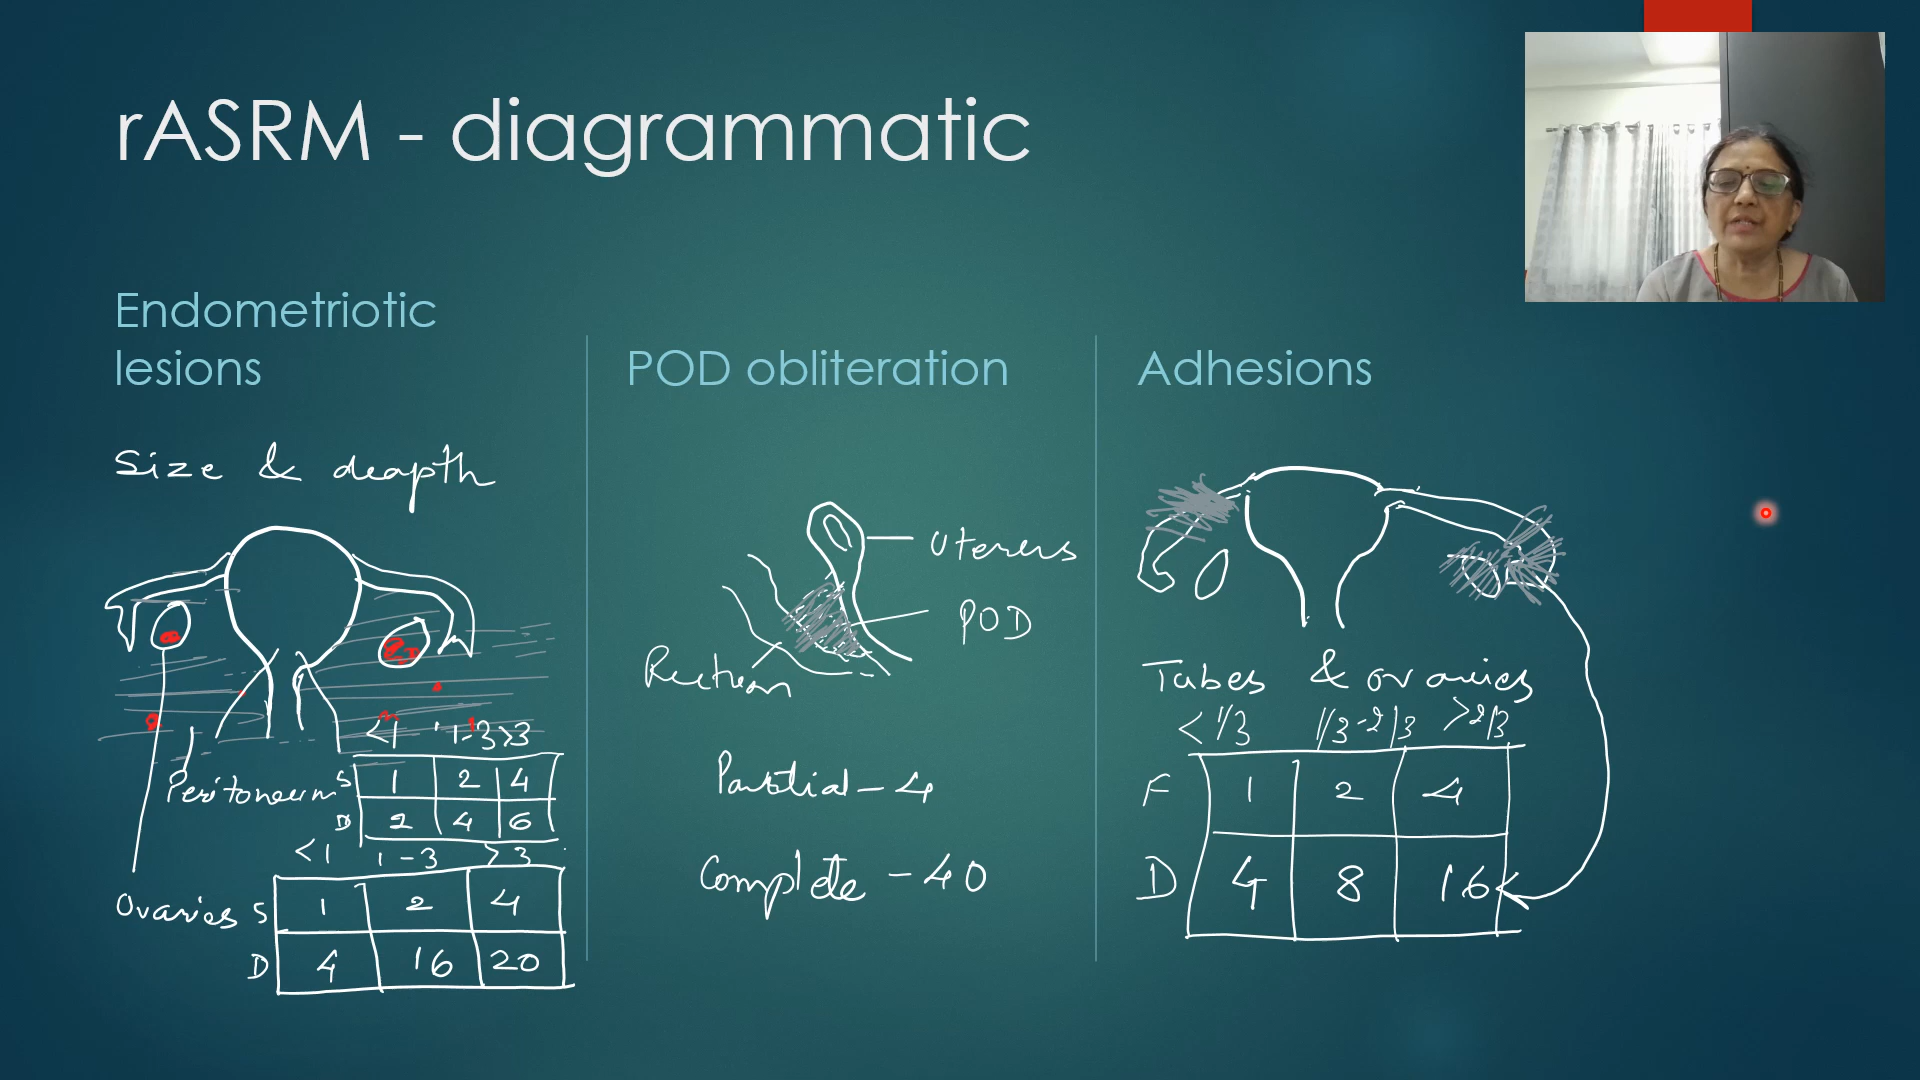 rASRM - diagrammatic
Endometriotic
lesions
Size & deapth
<1 1-3 >3
Peritoneum S 1 2 4
D 2 4 6
<1 1-3 >3
Ovaries S 1 2 4
D 4 16 20
POD obliteration
Uterus
POD
Rectum
Partial - 4
Complete - 40
Adhesions
Tubes & ovaries
<1/3 1/3-2/3 >2/3
F 1 2 4
D 4 8 16